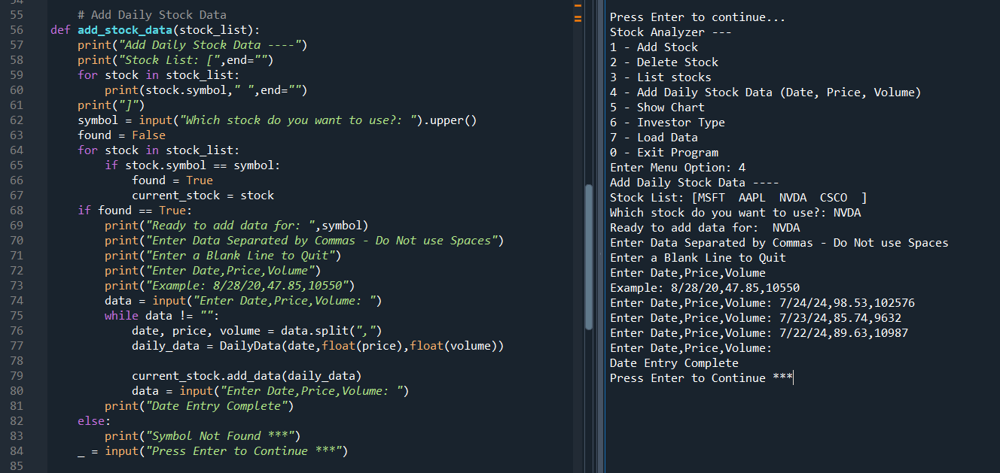 55     # Add Daily Stock Data
56 def add_stock_data(stock_list):
57     print("Add Daily Stock Data ----")
58     print("Stock List: [",end="")
59     for stock in stock_list:
60         print(stock.symbol," ",end="")
61     print("]")
62     symbol = input("Which stock do you want to use?: ").upper()
63     found = False
64     for stock in stock_list:
65         if stock.symbol == symbol:
66             found = True
67             current_stock = stock
68     if found == True:
69         print("Ready to add data for: ",symbol)
70         print("Enter Data Separated by Commas - Do Not use Spaces")
71         print("Enter a Blank Line to Quit")
72         print("Enter Date,Price,Volume")
73         print("Example: 8/28/20,47.85,10550")
74         data = input("Enter Date,Price,Volume: ")
75         while data != "":
76             date, price, volume = data.split(",")
77             daily_data = DailyData(date,float(price),float(volume))
78
79             current_stock.add_data(daily_data)
80             data = input("Enter Date,Price,Volume: ")
81         print("Date Entry Complete")
82     else:
83         print("Symbol Not Found ***")
84     _ = input("Press Enter to Continue ***")
85
Press Enter to continue...
Stock Analyzer ---
1 - Add Stock
2 - Delete Stock
3 - List stocks
4 - Add Daily Stock Data (Date, Price, Volume)
5 - Show Chart
6 - Investor Type
7 - Load Data
0 - Exit Program
Enter Menu Option: 4
Add Daily Stock Data ----
Stock List: [MSFT  AAPL  NVDA  CSCO  ]
Which stock do you want to use?: NVDA
Ready to add data for:  NVDA
Enter Data Separated by Commas - Do Not use Spaces
Enter a Blank Line to Quit
Enter Date,Price,Volume
Example: 8/28/20,47.85,10550
Enter Date,Price,Volume: 7/24/24,98.53,102576
Enter Date,Price,Volume: 7/23/24,85.74,9632
Enter Date,Price,Volume: 7/22/24,89.63,10987
Enter Date,Price,Volume:
Date Entry Complete
Press Enter to Continue ***